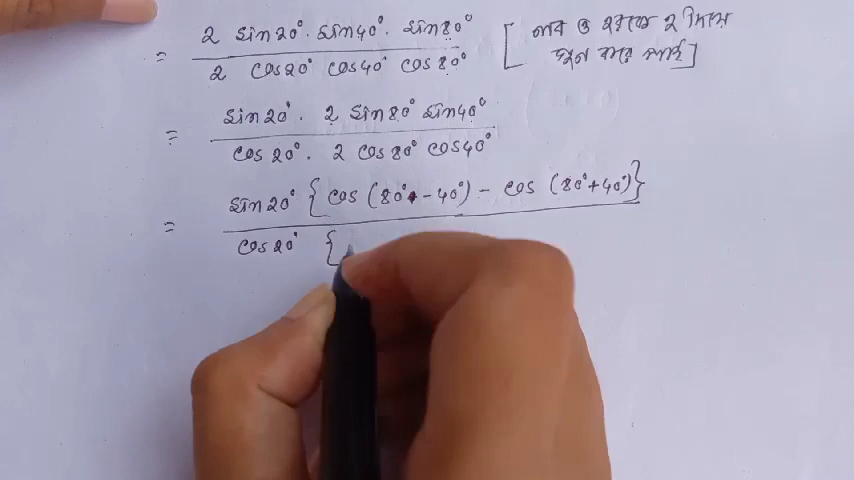 = 2 sin20°. sin40°. sin80° / 2 cos20° cos40° cos80° [লব ও হরকে ২ দিয়ে গুন করে পাই]
= sin20°. 2 sin80° sin40° / cos20°. 2 cos80° cos40°
= sin20° {cos (80° - 40°) - cos (80°+40°)} / cos20° {